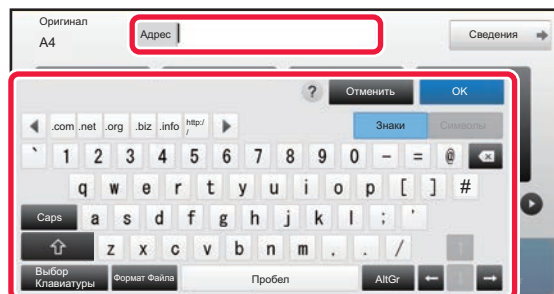 Оригинал
A4
Адрес
Сведения
? Отменить OK
.com .net .org .biz .info http:/
/
Знаки Символы
` 1 2 3 4 5 6 7 8 9 0 - = @
q w e r t y u i o p [ ] #
Caps a s d f g h j k l ; '
z x c v b n m , . /
Выбор
Клавиатуры
Формат Файла Пробел AltGr